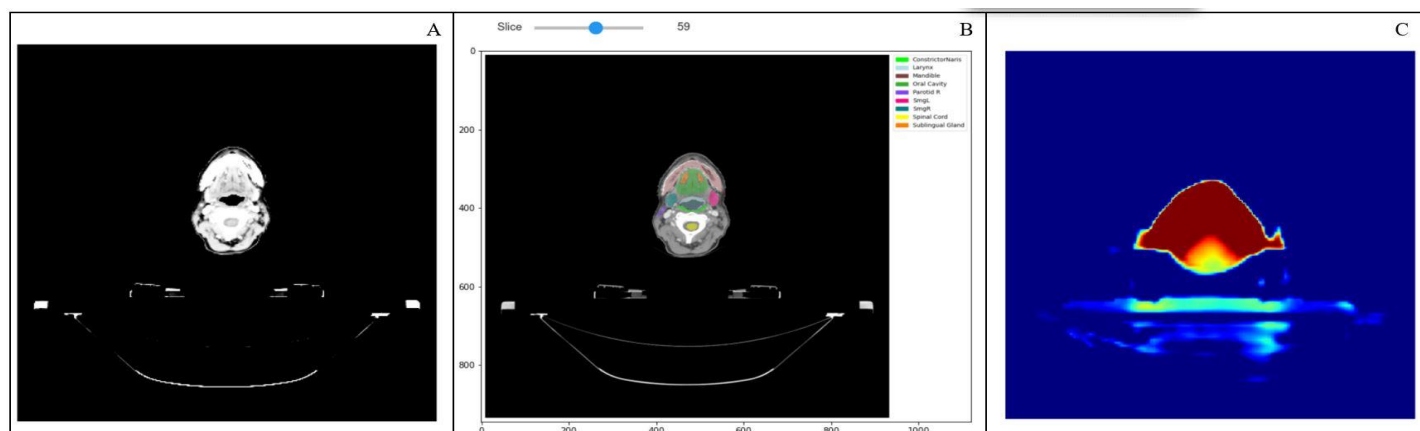 A
Slice 59
B
C
0
200
400
600
800
0 200 400 600 800 1000
ConstrictorNaris
Larynx
Mandible
Oral Cavity
Parotid R
SmgL
SmgR
Spinal Cord
Sublingual Gland